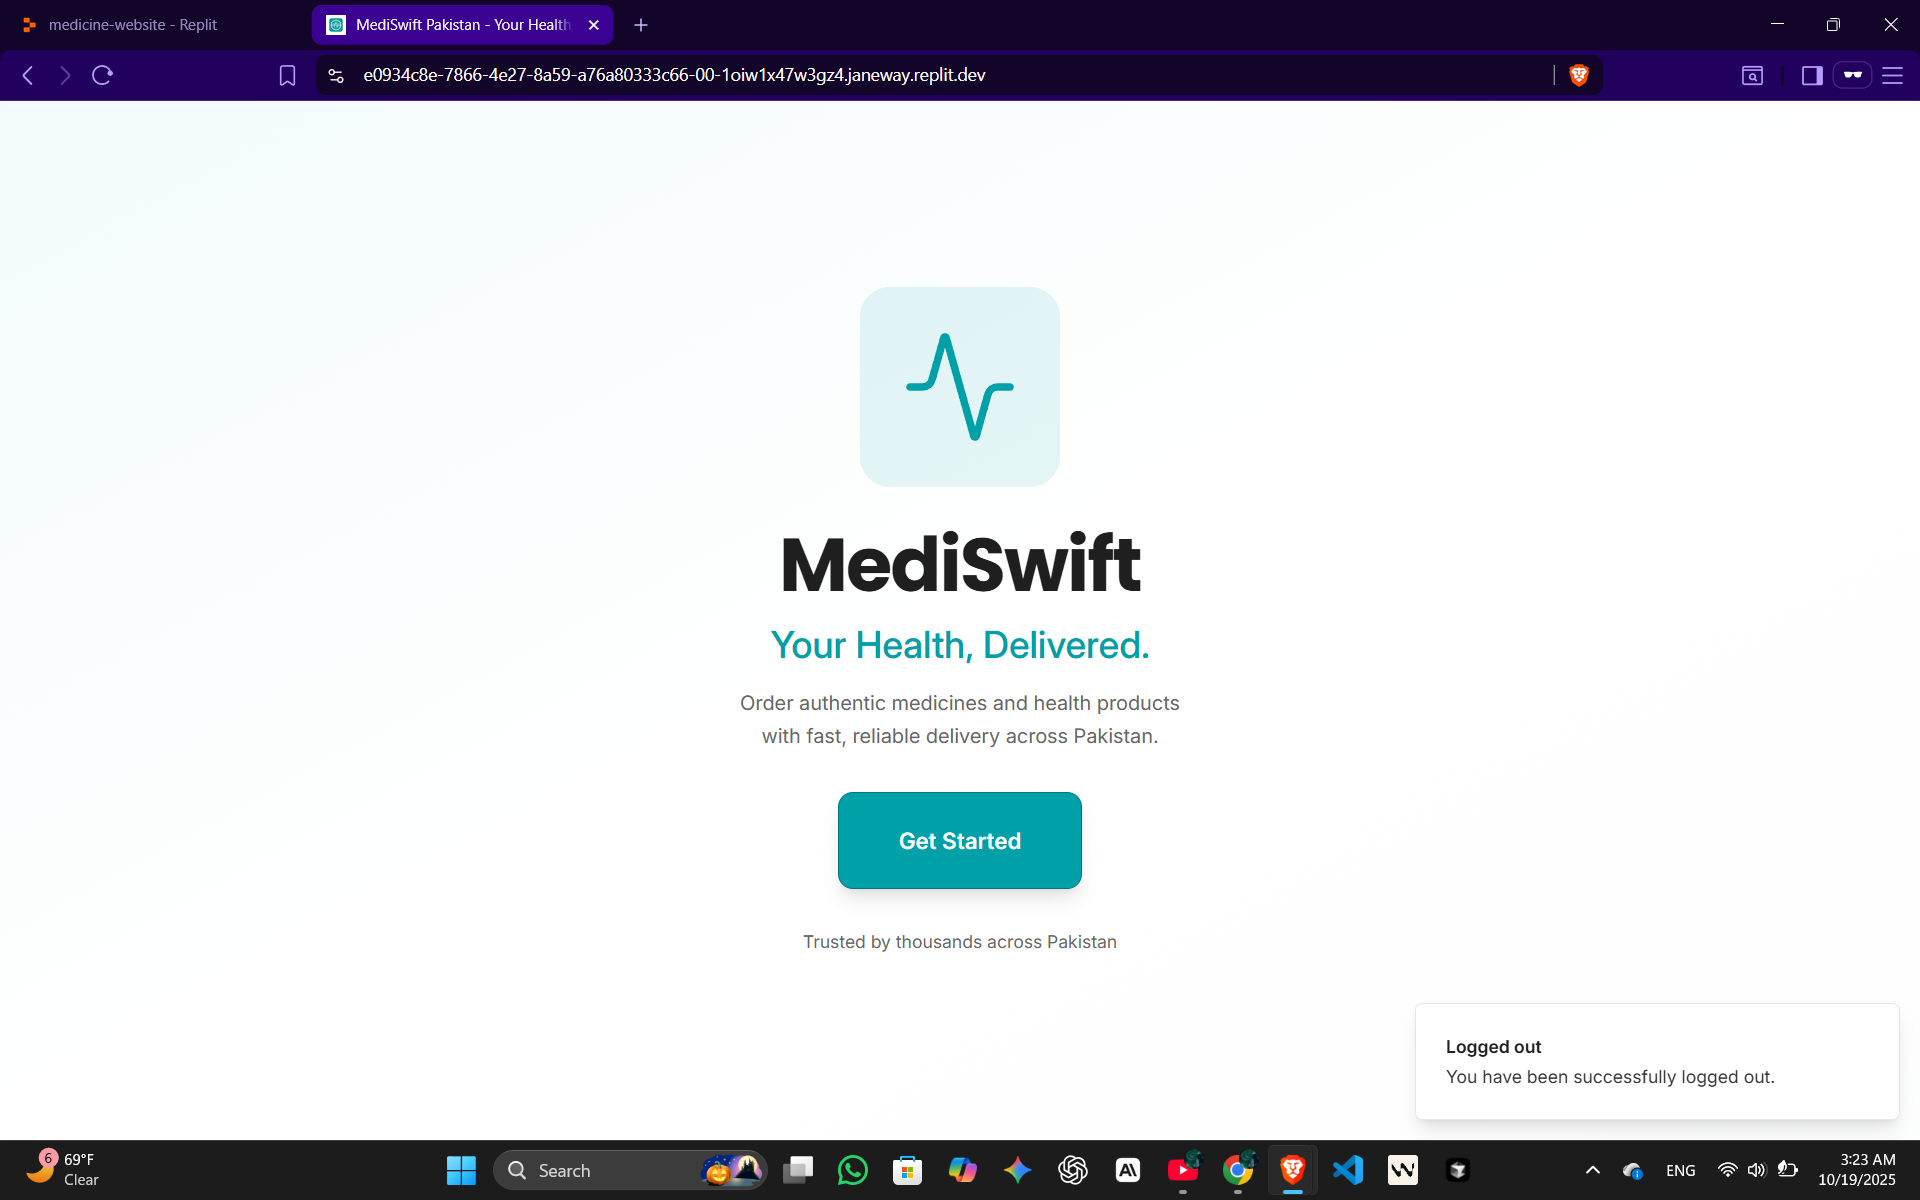 medicine-website - Replit
MediSwift Pakistan - Your Health
e0934c8e-7866-4e27-8a59-a76a80333c66-00-1oiw1x47w3gz4.janeway.replit.dev
MediSwift
Your Health, Delivered.
Order authentic medicines and health products
with fast, reliable delivery across Pakistan.
Get Started
Trusted by thousands across Pakistan
Logged out
You have been successfully logged out.
6
69°F
Clear
Search
ENG
3:23 AM
10/19/2025